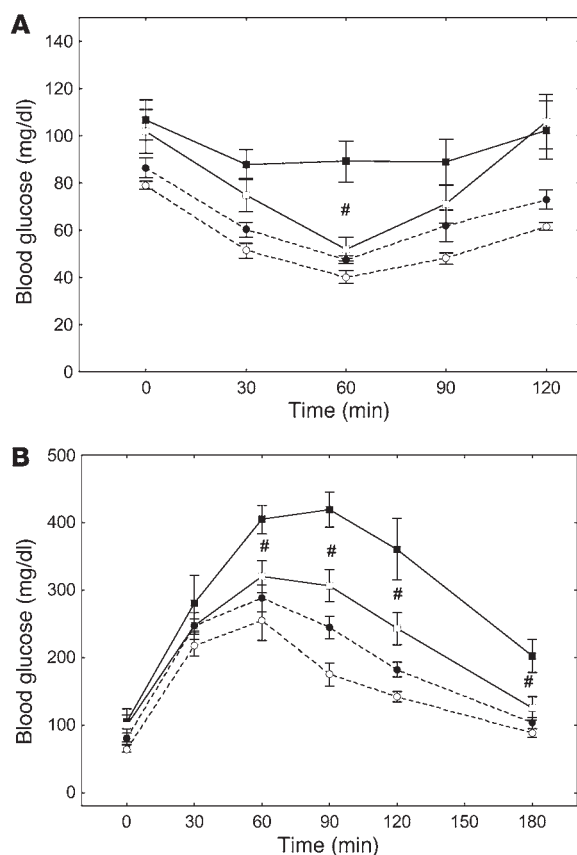 A
Blood glucose (mg/dl)
140
120
100
80
60
40
20
0
#
0 30 60 90 120
Time (min)
B
Blood glucose (mg/dl)
500
400
300
200
100
0
# # # #
0 30 60 90 120 150 180
Time (min)